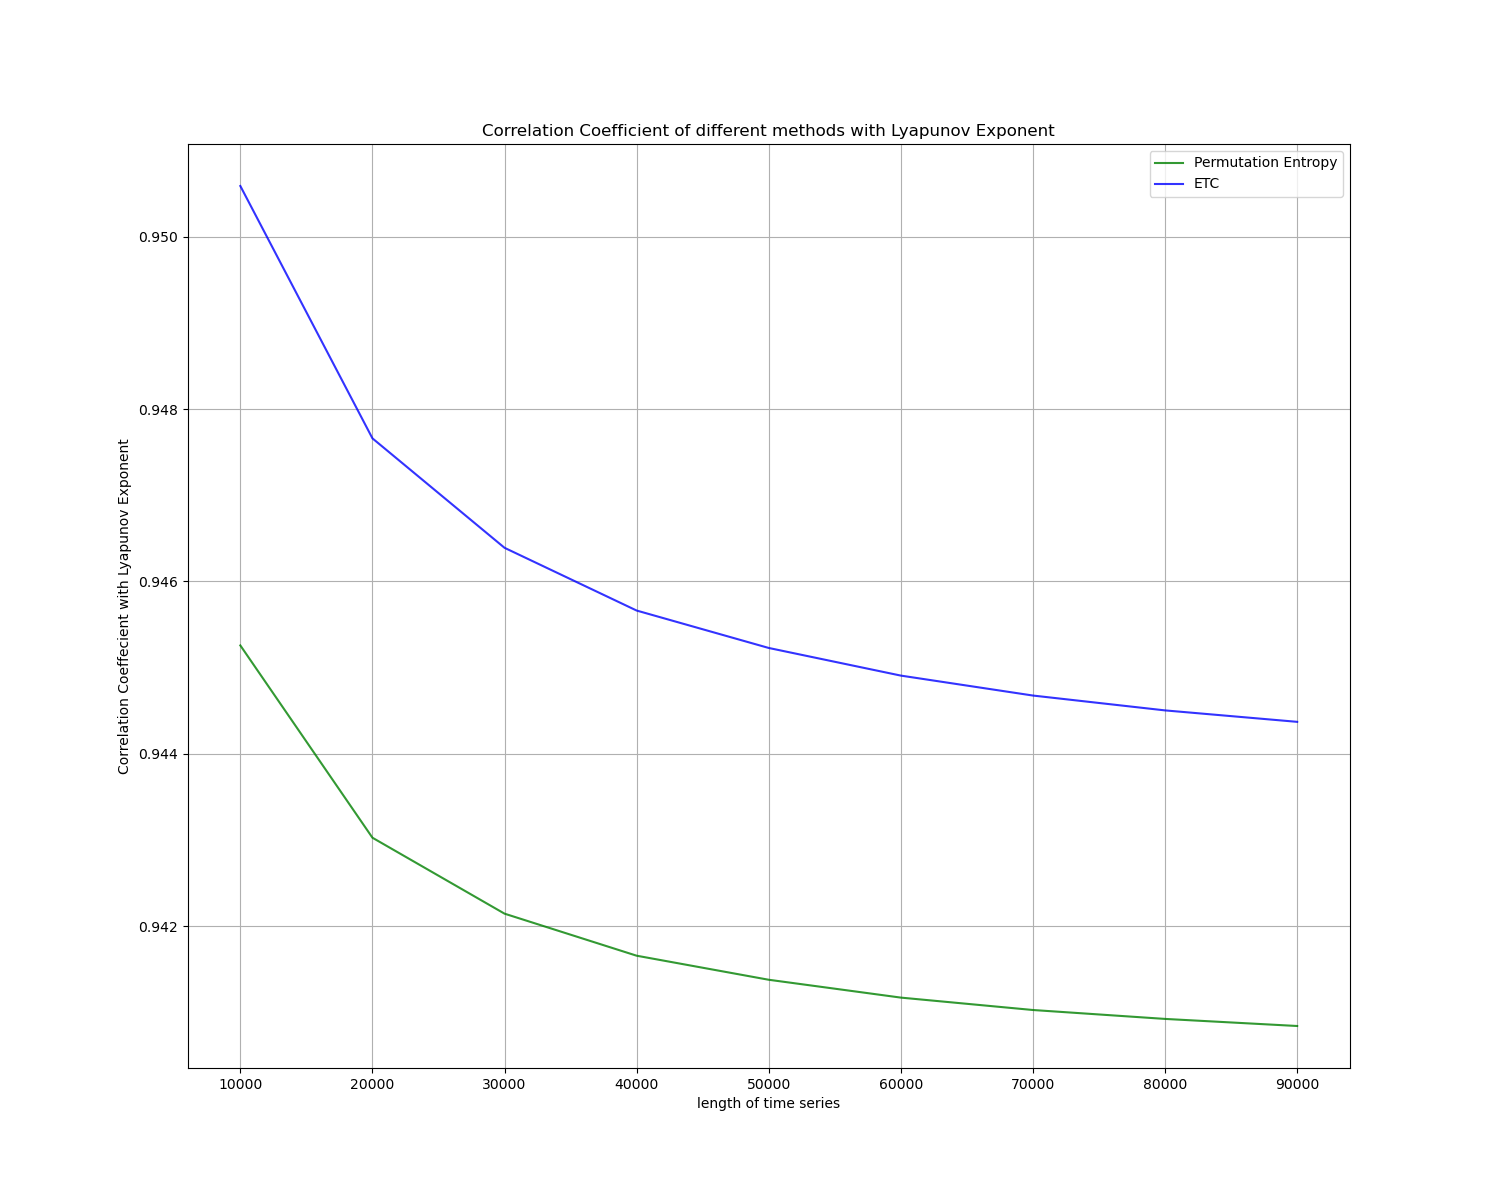 Correlation Coefficient of different methods with Lyapunov Exponent
Permutation Entropy
ETC
Correlation Coeffecient with Lyapunov Exponent
0.950
0.948
0.946
0.944
0.942
10000 20000 30000 40000 50000 60000 70000 80000 90000
length of time series